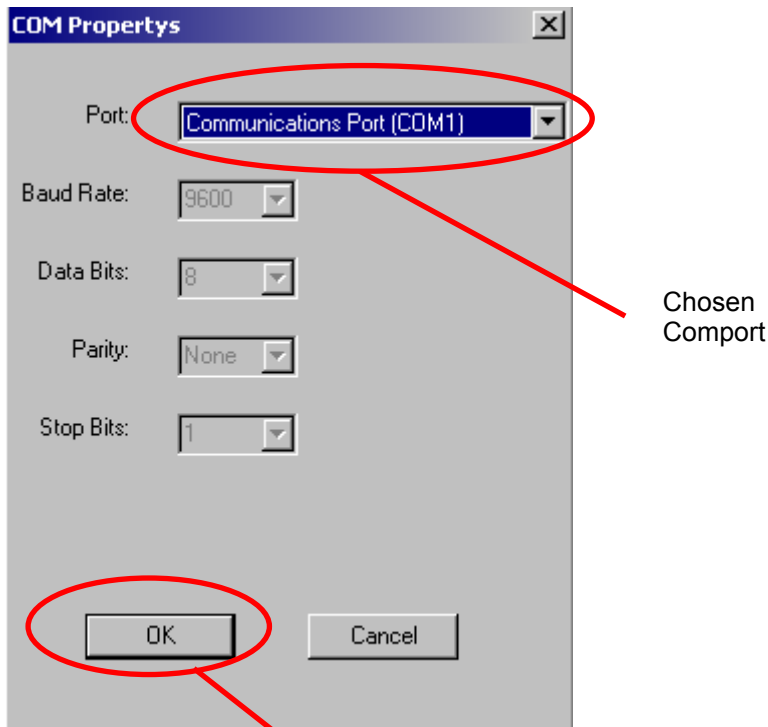 COM Propertys
Port: Communications Port (COM1)
Baud Rate: 9600
Data Bits: 8
Chosen
Comport
Parity: None
Stop Bits: 1
OK Cancel